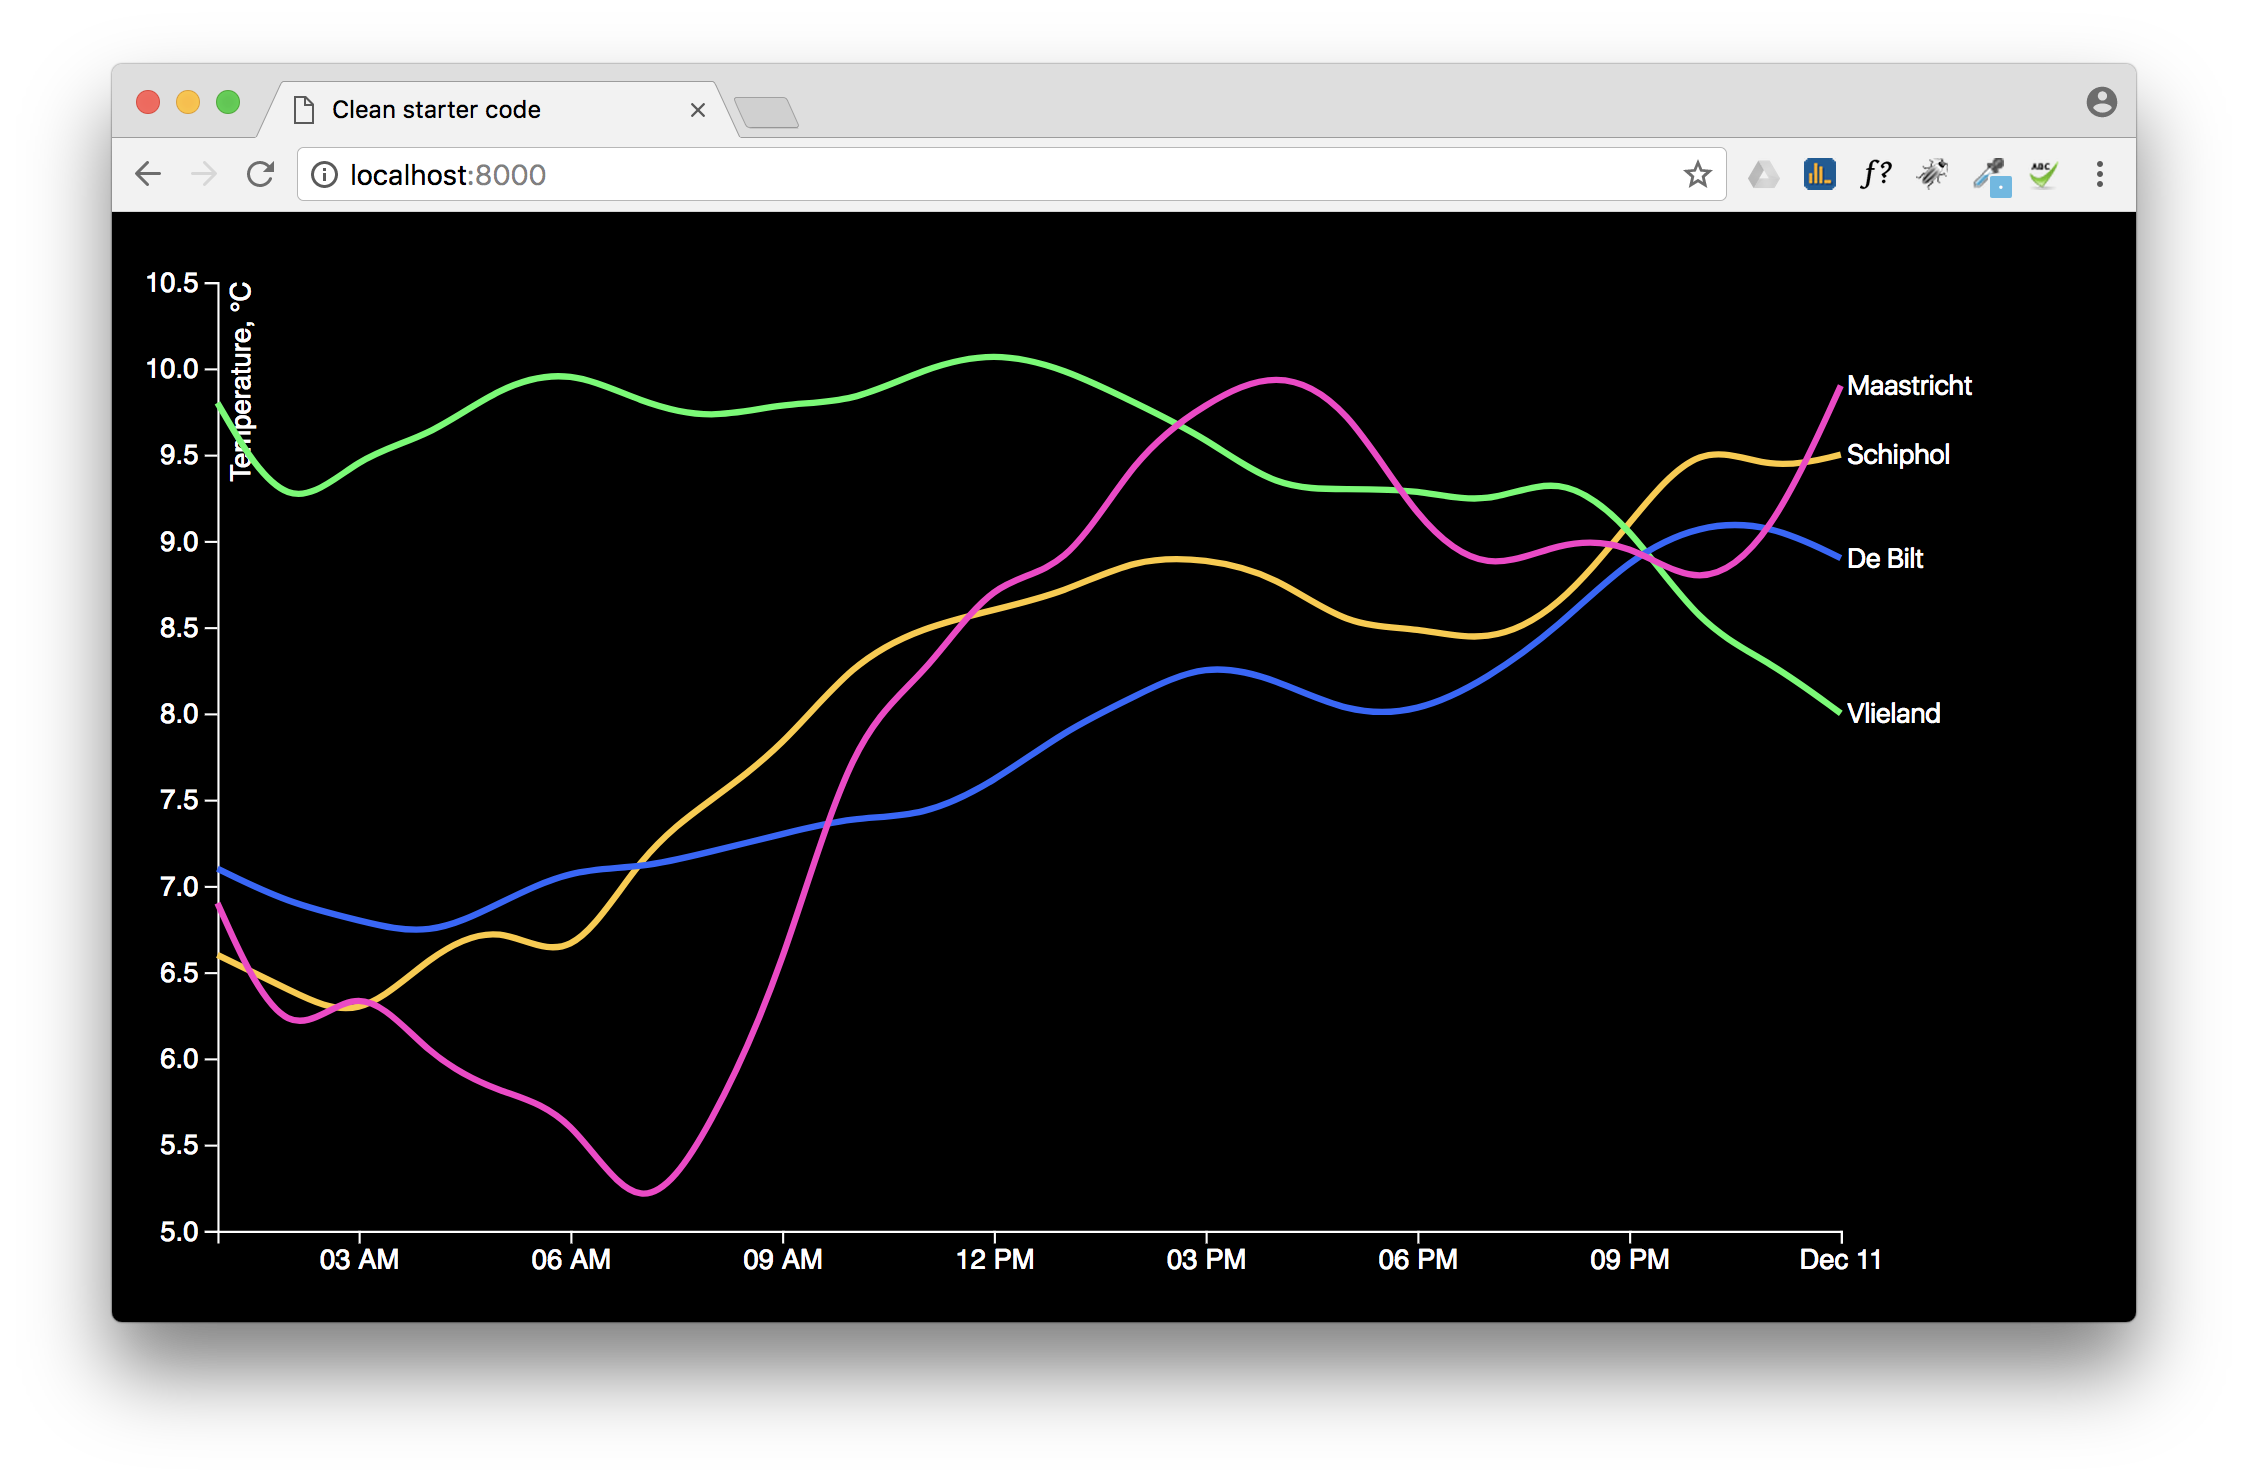 Clean starter code
localhost:8000
f?
ABC
10.5
10.0
9.5
9.0
8.5
8.0
7.5
7.0
6.5
6.0
5.5
5.0
Temperature, °C
Maastricht
Schiphol
De Bilt
Vlieland
03 AM 06 AM 09 AM 12 PM 03 PM 06 PM 09 PM Dec 11